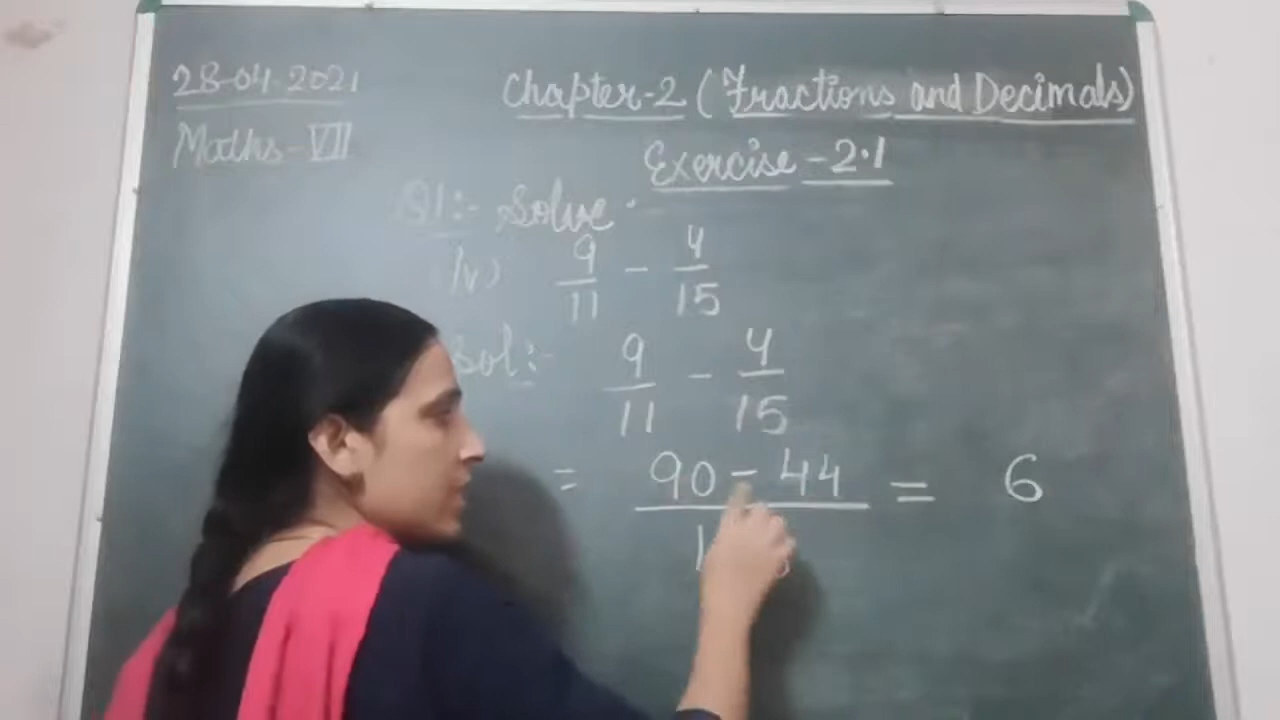 28-04-2021
Chapter-2 (Fractions and Decimals)
Maths-VII
Exercise-2.1
Q1:- Solve
(iv) 9/11 - 4/15
Sol:- 9/11 - 4/15
= 90-44/1 = 6